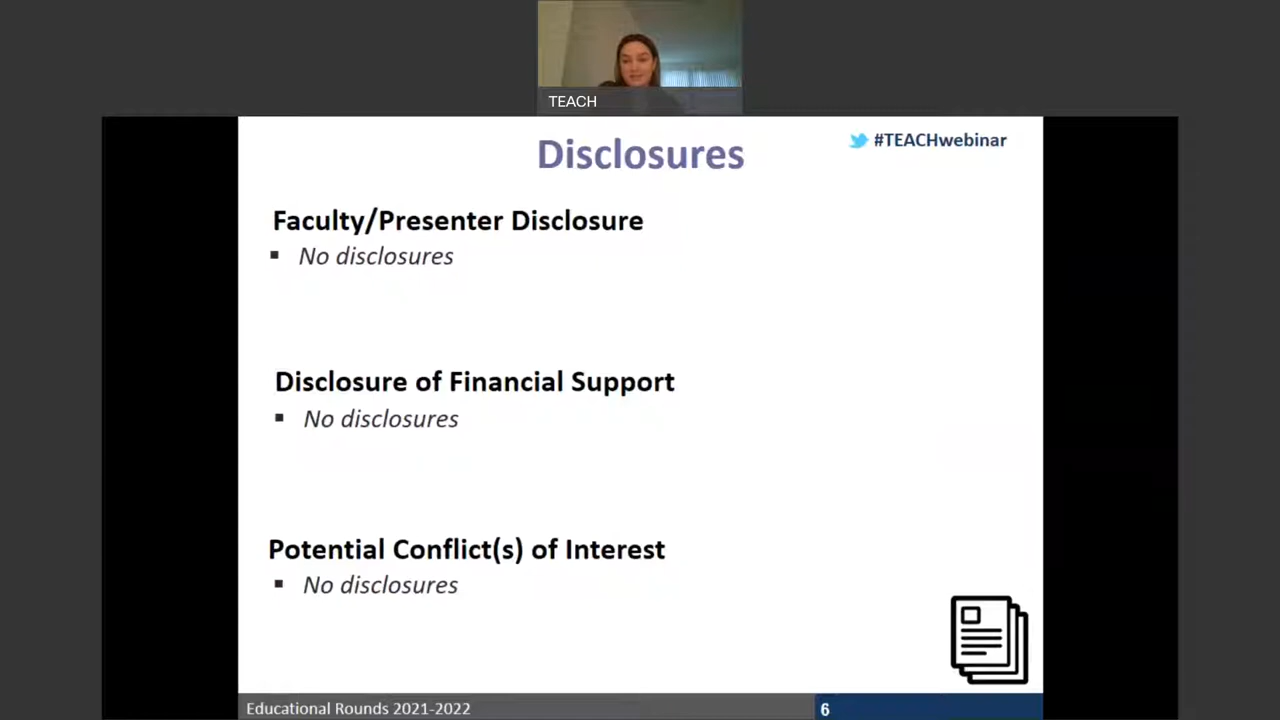 TEACH
Disclosures
#TEACHwebinar
Faculty/Presenter Disclosure
▪ No disclosures
Disclosure of Financial Support
▪ No disclosures
Potential Conflict(s) of Interest
▪ No disclosures
Educational Rounds 2021-2022
6